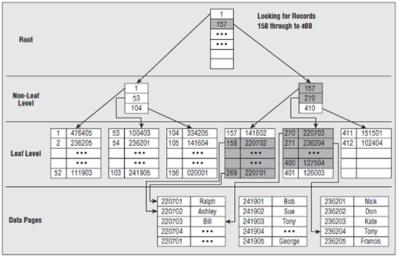 Looking for Records
158 through to 400
Root
1
157
•••
•••
Non-Leaf Level
1
53
104
157
270
410
Leaf Level
1 476405
2 236205
•••
•••
52 111903
53 100403
54 236201
•••
•••
103 241905
104 334205
105 141604
•••
•••
156 020001
157 141602
158 220702
•••
•••
269 220701
270 220703
271 236204
•••
400 127504
401 126003
411 151501
412 102404
•••
•••
Data Pages
220701 Ralph
220702 Ashley
220703 Bill
220704 •••
220701 •••
241901 Bob
241902 Sue
241903 Tony
241904 •••
241905 George
236201 Nick
236202 Don
236203 Kate
236204 Tony
236205 Francis